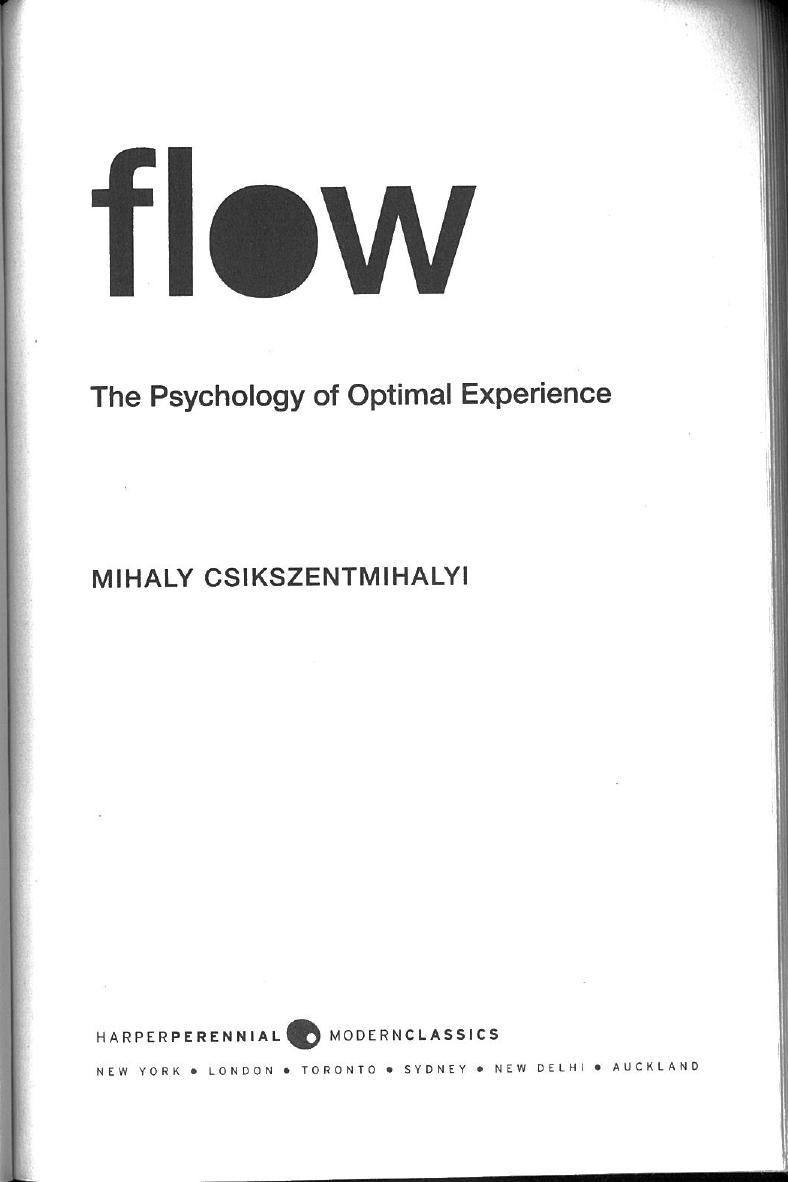 flow
The Psychology of Optimal Experience
MIHALY CSIKSZENTMIHALYI
HARPERPERENNIAL MODERNCLASSICS
NEW YORK • LONDON • TORONTO • SYDNEY • NEW DELHI • AUCKLAND